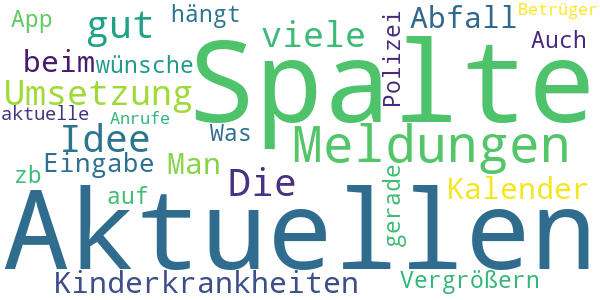 App
gut
hängt
viele
Polizei
Abfall
Betrüger
Auch
beim
wünsche
Spalte
Umsetzung
aktuelle
Anrufe
Idee
Was
Meldungen
Eingabe
Man
zb
auf
Die
gerade
Kalender
Aktuellen
Kinderkrankheiten
Vergrößern